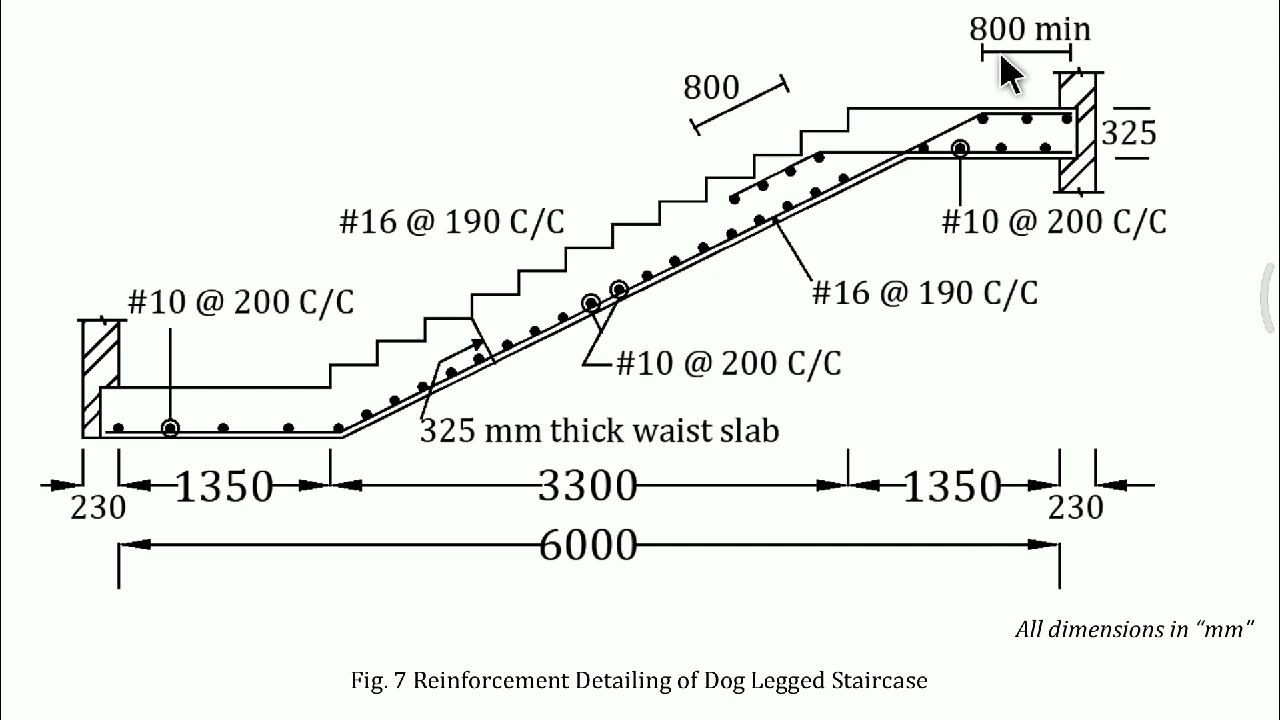 800 min
800
325
#16 @ 190 C/C
#10 @ 200 C/C
#16 @ 190 C/C
#10 @ 200 C/C
#10 @ 200 C/C
325 mm thick waist slab
1350
3300
1350
230
230
6000
All dimensions in “mm”
Fig. 7 Reinforcement Detailing of Dog Legged Staircase